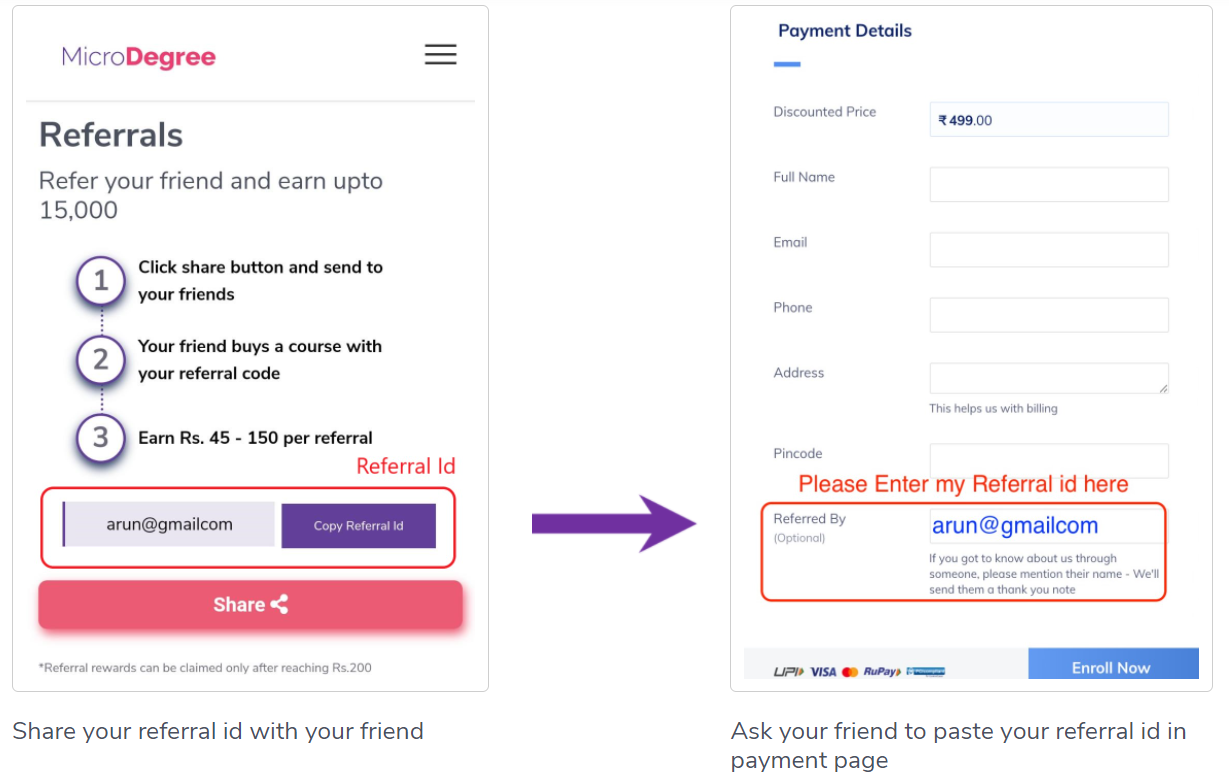 MicroDegree
Referrals
Refer your friend and earn upto
15,000
1
Click share button and send to
your friends
2
Your friend buys a course with
your referral code
3
Earn Rs. 45 - 150 per referral
Referral Id
arun@gmailcom
Copy Referral Id
Share
*Referral rewards can be claimed only after reaching Rs.200
Share your referral id with your friend
Payment Details
Discounted Price
₹ 499.00
Full Name
Email
Phone
Address
This helps us with billing
Pincode
Please Enter my Referral id here
Referred By
(Optional)
arun@gmailcom
If you got to know about us through
someone, please mention their name - We'll
send them a thank you note
UPI VISA RuPay
Enroll Now
Ask your friend to paste your referral id in
payment page